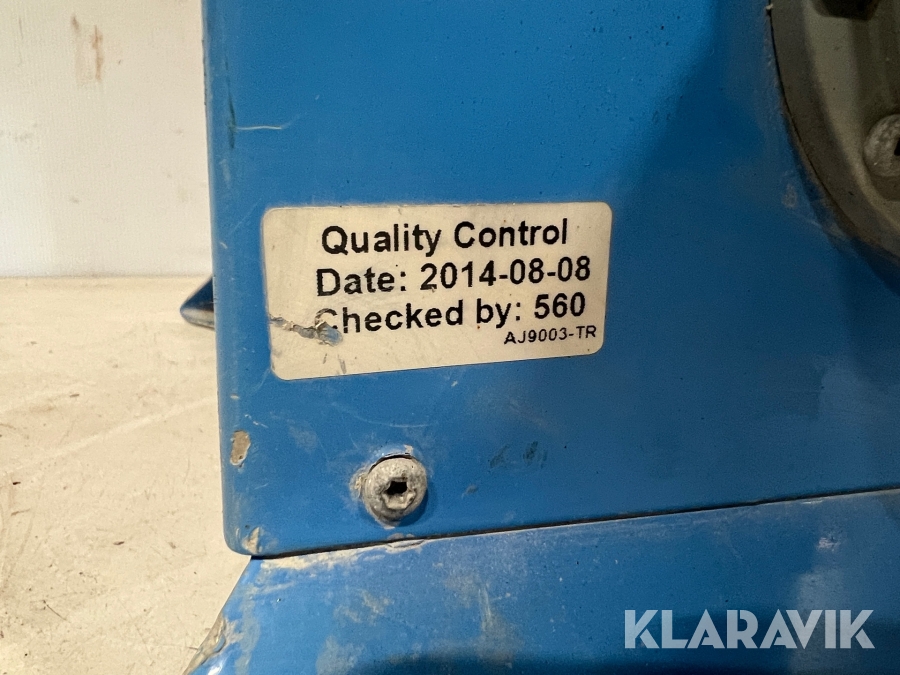 Quality Control
Date: 2014-08-08
Checked by: 560
AJ9003-TR
KLARAVIK